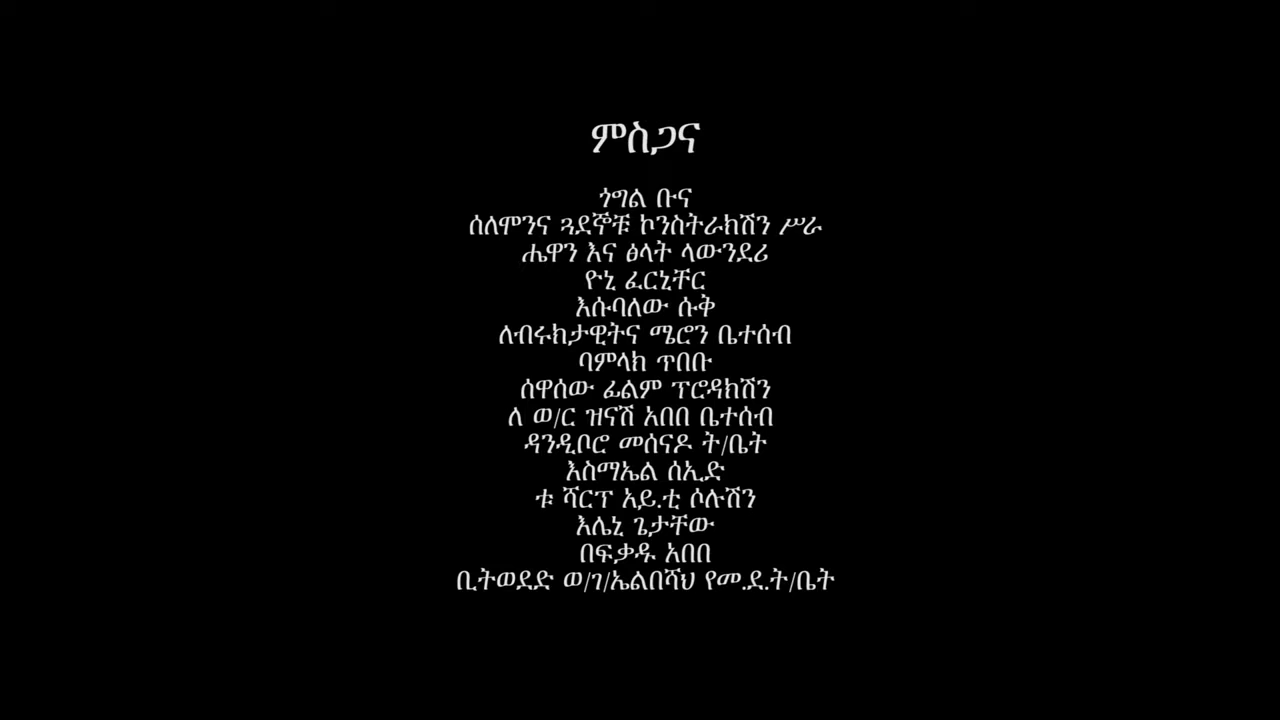 ምስጋና
ጎግል ቡና
ሰለሞንና ጓደኞቹ ኮንስትራክሽን ሥራ
ሔዋን እና ፅላት ላውንደሪ
ዮኒ ፈርኒቸር
እሱባለው ሱቅ
ለብሩክታዊትና ሜሮን ቤተሰብ
ባምላክ ጥበቡ
ሰዋሰው ፊልም ፕሮዳክሽን
ለ ወ/ር ዝናሽ አበበ ቤተሰብ
ዳንዲቦሮ መሰናዶ ት/ቤት
እስማኤል ሰኢድ
ቱ ሻርፕ አይ.ቲ ሶሉሽን
እሌኒ ጌታቸው
በፍቃዱ አበበ
ቢትወደድ ወ/ገ/ኤልበሻህ የመ.ደ.ት/ቤት